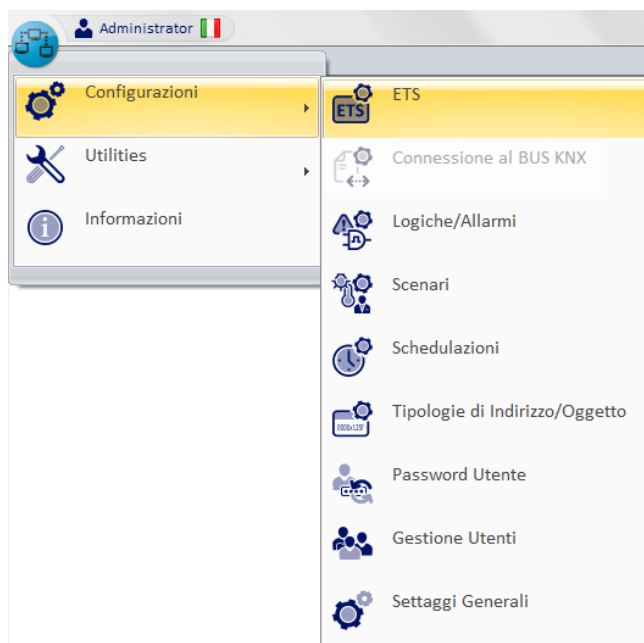 Administrator
Configurazioni
Utilities
Informazioni
ETS
ETS
Connessione al BUS KNX
Logiche/Allarmi
Scenari
Schedulazioni
Tipologie di Indirizzo/Oggetto
Password Utente
Gestione Utenti
Settaggi Generali